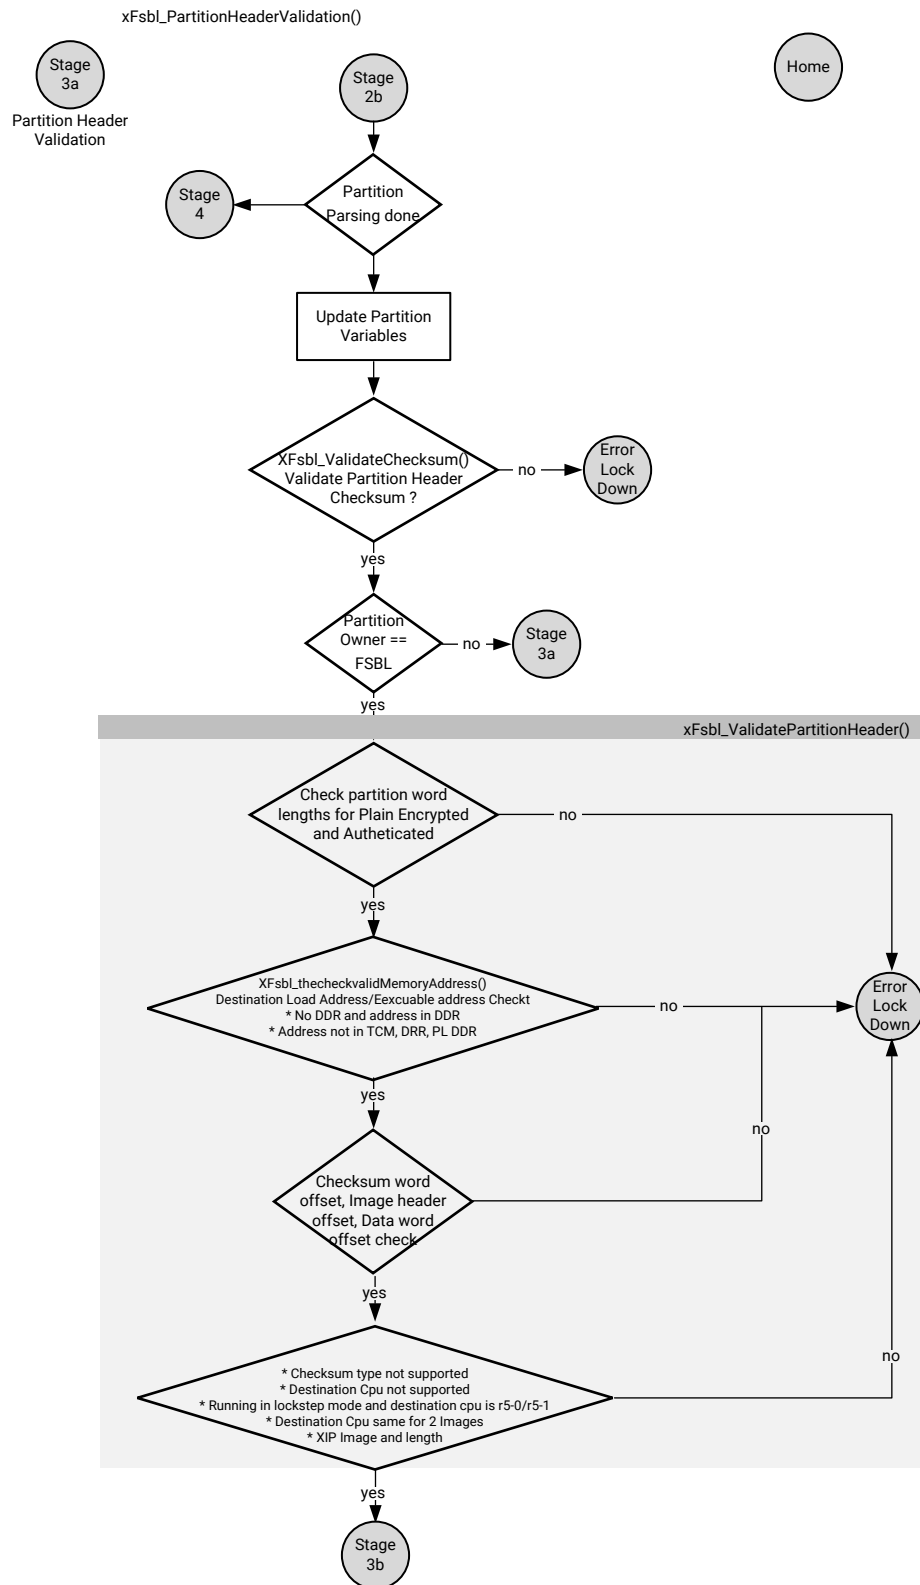 xFsbl_PartitionHeaderValidation()
Stage
3a
Partition Header
Validation
Stage
2b
Home
Stage
4
Partition
Parsing done
Update Partition
Variables
XFsbl_ValidateChecksum()
Validate Partition Header
Checksum ?
no
Error
Lock
Down
yes
Partition
Owner ==
FSBL
no
Stage
3a
yes
xFsbl_ValidatePartitionHeader()
Check partition word
lengths for Plain Encrypted
and Autheticated
no
yes
XFsbl_thecheckvalidMemoryAddress()
Destination Load Address/Eexcuable address Checkt
* No DDR and address in DDR
* Address not in TCM, DRR, PL DDR
no
Error
Lock
Down
yes
no
Checksum word
offset, Image header
offset, Data word
offset check
yes
no
* Checksum type not supported
* Destination Cpu not supported
* Running in lockstep mode and destination cpu is r5-0/r5-1
* Destination Cpu same for 2 Images
* XIP Image and length
yes
Stage
3b